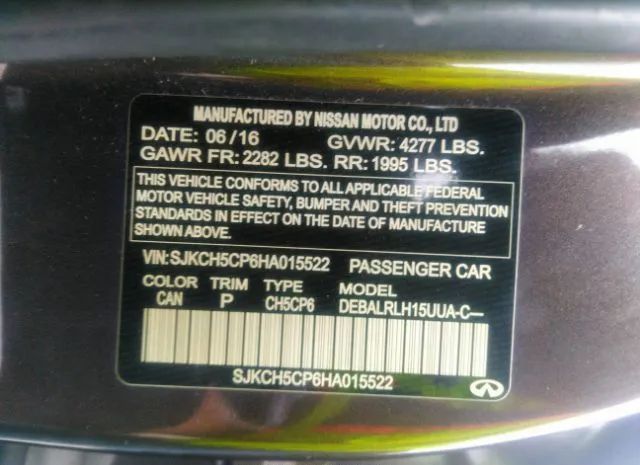 MANUFACTURED BY NISSAN MOTOR CO., LTD
DATE: 06/16 GVWR: 4277 LBS.
GAWR FR: 2282 LBS. RR: 1995 LBS.
THIS VEHICLE CONFORMS TO ALL APPLICABLE FEDERAL
MOTOR VEHICLE SAFETY, BUMPER AND THEFT PREVENTION
STANDARDS IN EFFECT ON THE DATE OF MANUFACTURE
SHOWN ABOVE.
VIN:SJKCH5CP6HA015522 PASSENGER CAR
COLOR TRIM TYPE MODEL
CAN P CH5CP6 DEBALRLH15UUA-C—
SJKCH5CP6HA015522